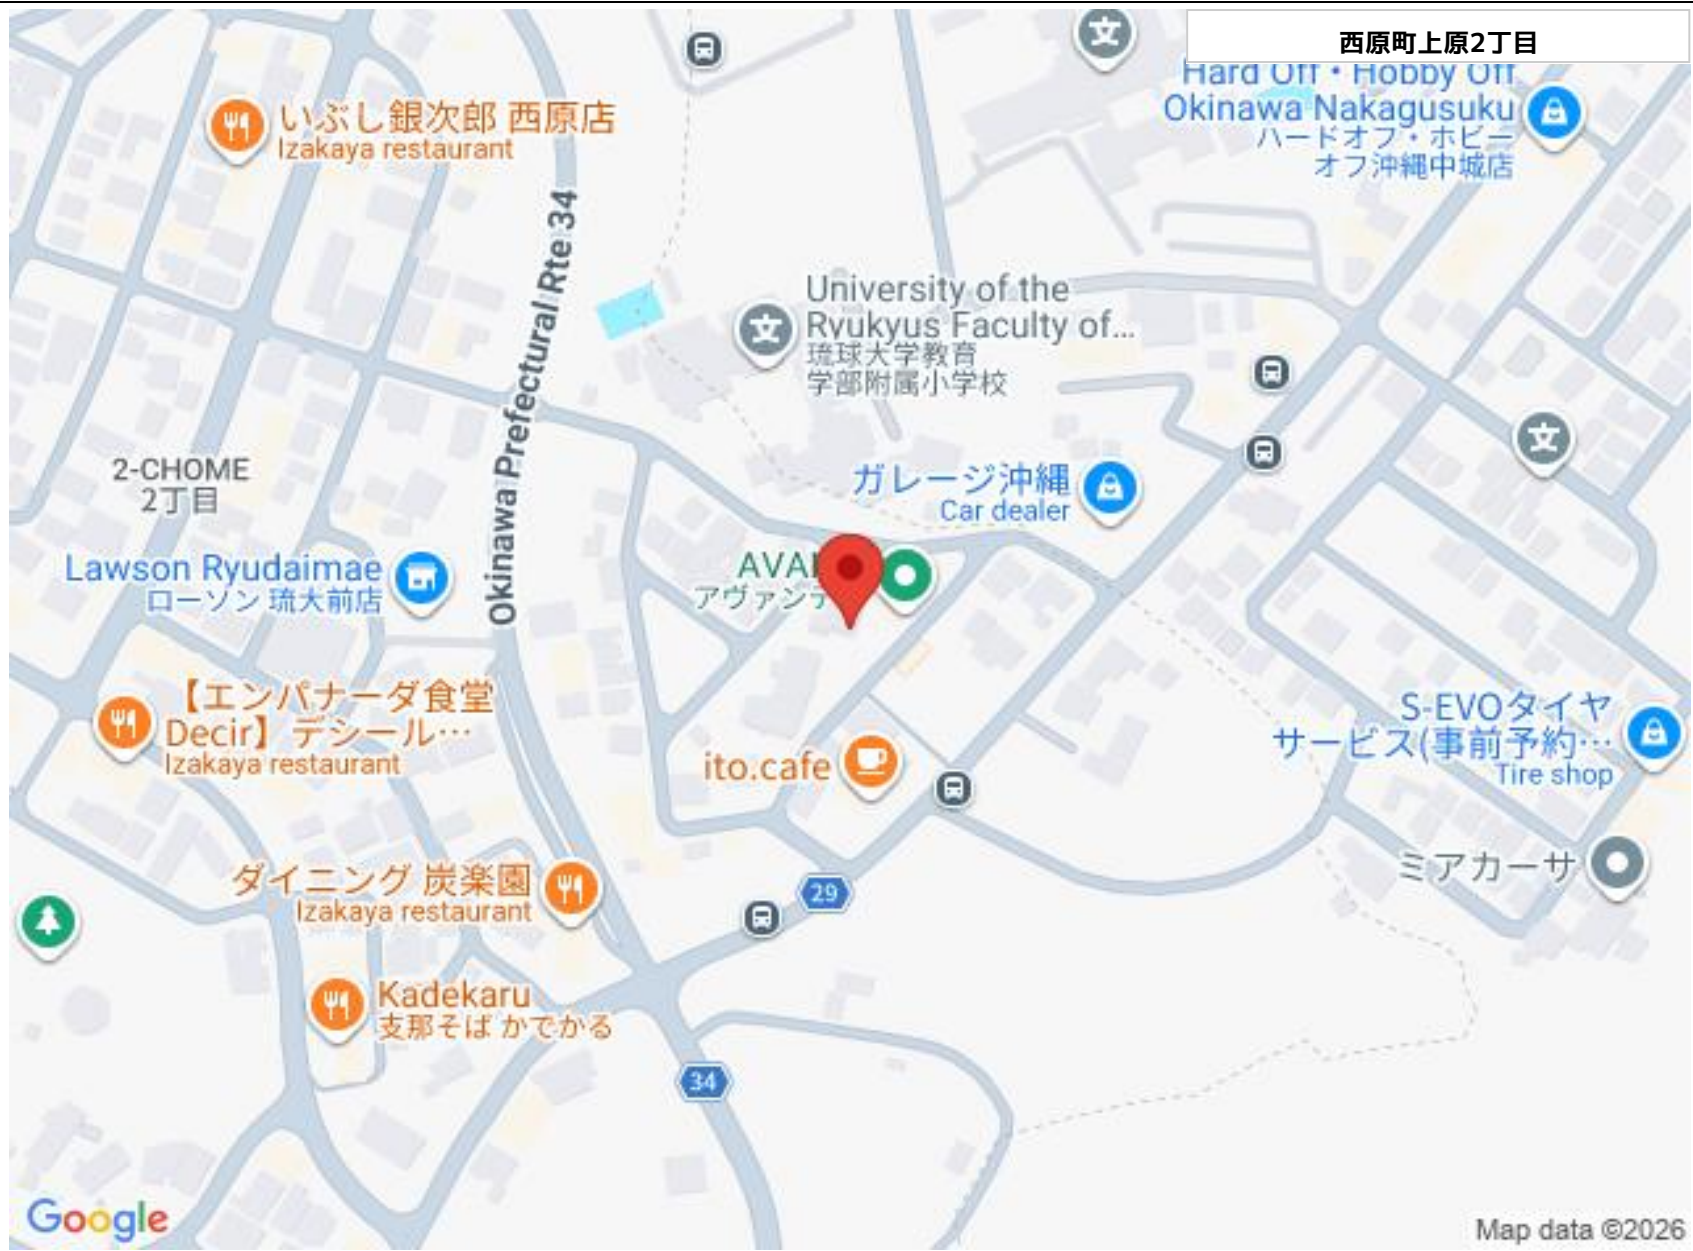 西原町上原2丁目
Hard Off・Hobby Off
Okinawa Nakagusuku
ハードオフ・ホビー
オフ沖縄中城店
いぶし銀次郎 西原店
Izakaya restaurant
Okinawa Prefectural Rte 34
University of the
Ryukyus Faculty of...
琉球大学教育
学部附属小学校
2-CHOME
2丁目
ガレージ沖縄
Car dealer
Lawson Ryudaimae
ローソン 琉大前店
【エンパナーダ食堂
Decir】デシール…
Izakaya restaurant
ito.cafe
S-EVOタイヤ
サービス(事前予約…
Tire shop
ミアカーサ
ダイニング 炭楽園
Izakaya restaurant
29
Kadekaru
支那そば かでかる
34
Google
Map data ©2026